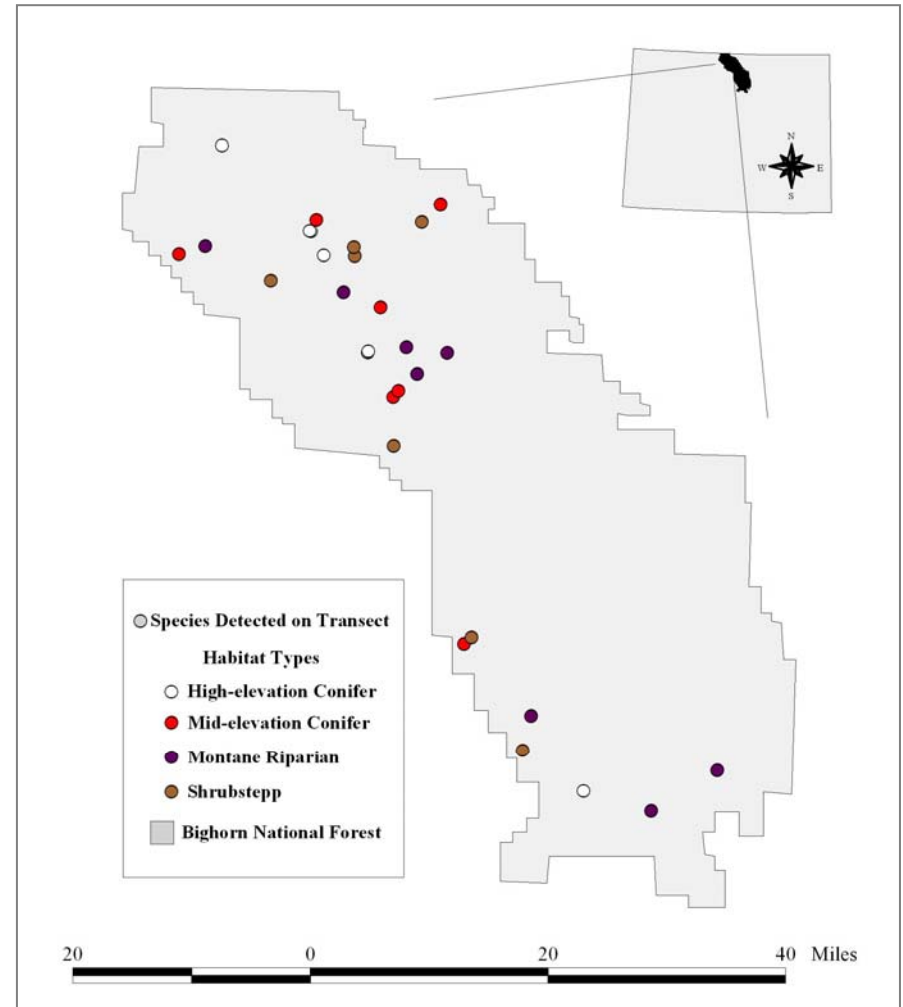 N
W E
S
Species Detected on Transect
Habitat Types
High-elevation Conifer
Mid-elevation Conifer
Montane Riparian
Shrubstepp
Bighorn National Forest
20 0 20 40 Miles